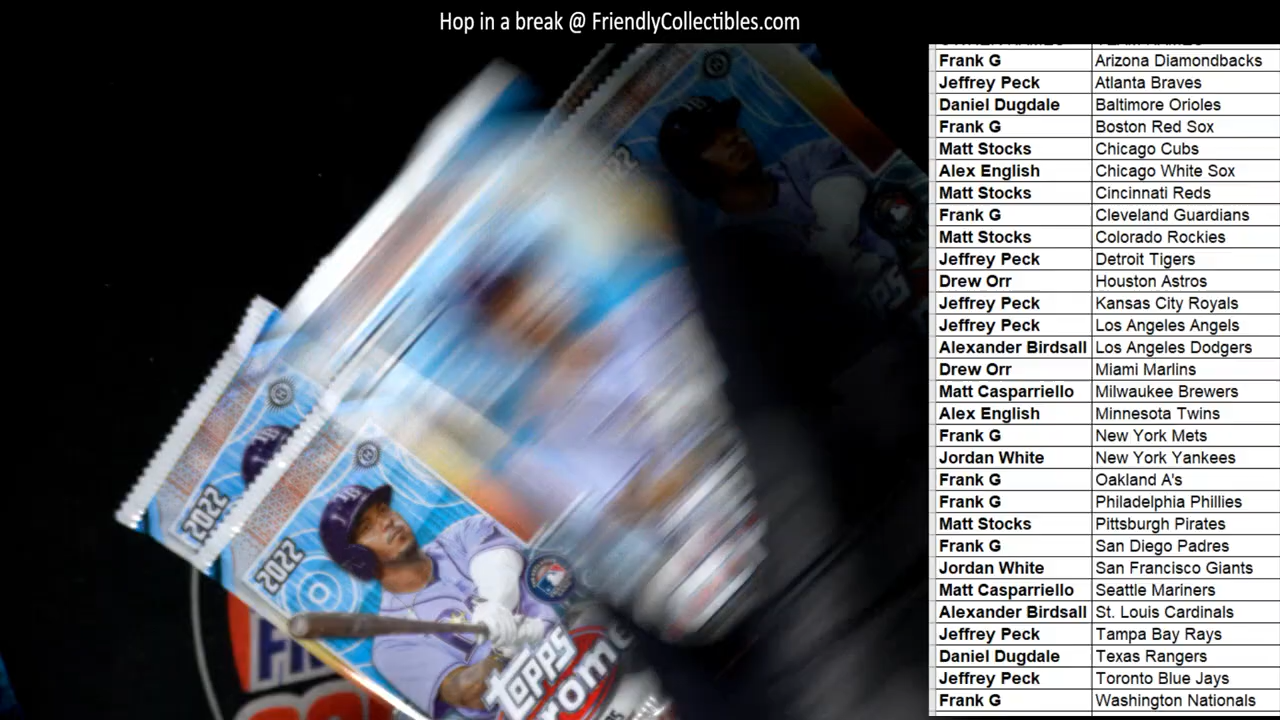 Hop in a break @ FriendlyCollectibles.com
Frank G Arizona Diamondbacks
Jeffrey Peck Atlanta Braves
Daniel Dugdale Baltimore Orioles
Frank G Boston Red Sox
Matt Stocks Chicago Cubs
Alex English Chicago White Sox
Matt Stocks Cincinnati Reds
Frank G Cleveland Guardians
Matt Stocks Colorado Rockies
Jeffrey Peck Detroit Tigers
Drew Orr Houston Astros
Jeffrey Peck Kansas City Royals
Jeffrey Peck Los Angeles Angels
Alexander Birdsall Los Angeles Dodgers
Drew Orr Miami Marlins
Matt Casparriello Milwaukee Brewers
Alex English Minnesota Twins
Frank G New York Mets
Jordan White New York Yankees
Frank G Oakland A's
Frank G Philadelphia Phillies
Matt Stocks Pittsburgh Pirates
Frank G San Diego Padres
Jordan White San Francisco Giants
Matt Casparriello Seattle Mariners
Alexander Birdsall St. Louis Cardinals
Jeffrey Peck Tampa Bay Rays
Daniel Dugdale Texas Rangers
Jeffrey Peck Toronto Blue Jays
Frank G Washington Nationals
2022
2022
topps